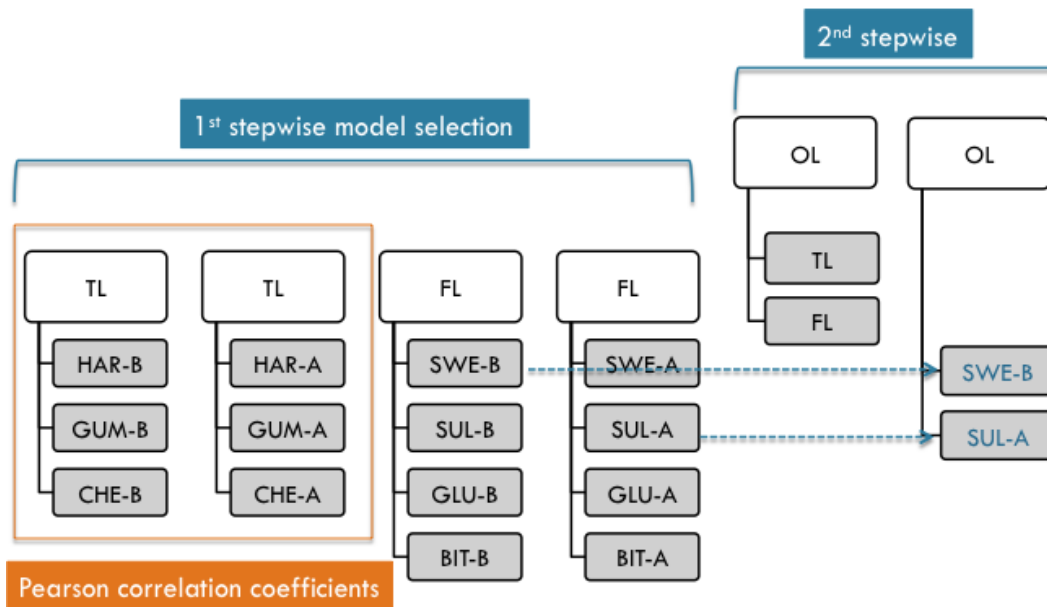 2nd stepwise
1st stepwise model selection
OL
OL
TL
FL
TL
TL
FL
FL
HAR-B
HAR-A
SWE-B
SWE-A
SWE-B
GUM-B
GUM-A
SUL-B
SUL-A
SUL-A
CHE-B
CHE-A
GLU-B
GLU-A
BIT-B
BIT-A
Pearson correlation coefficients